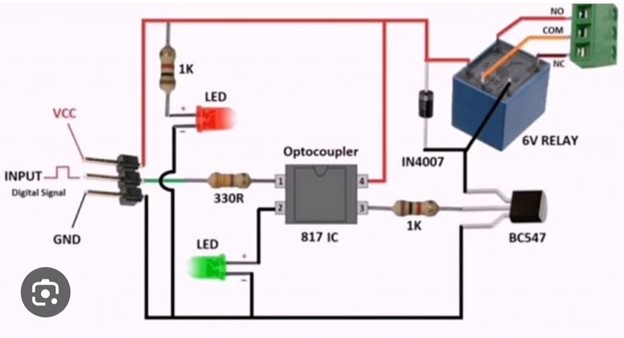 NO
COM
NC
1K
LED
VCC
6V RELAY
Optocoupler
IN4007
INPUT
Digital Signal
330R
1
4
2
3
817 IC
1K
BC547
GND
LED